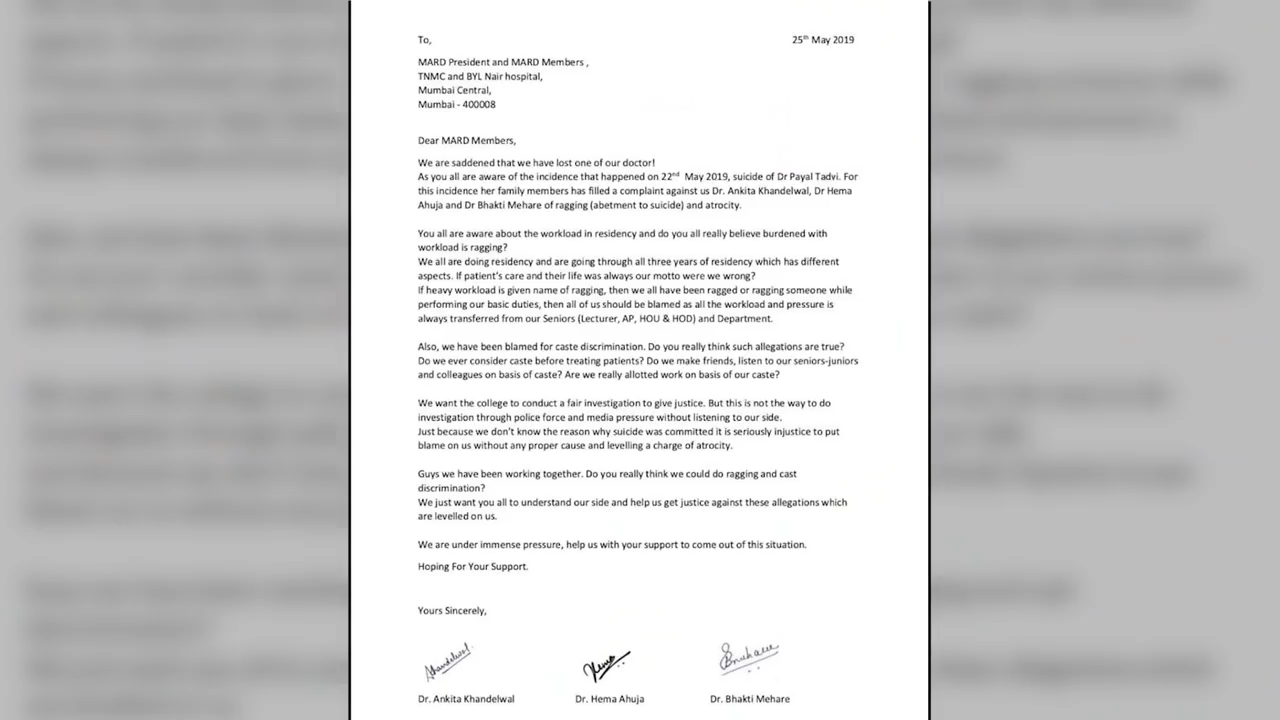 To,
25th May 2019
MARD President and MARD Members ,
TNMC and BYL Nair hospital,
Mumbai Central,
Mumbai - 400008
Dear MARD Members,
We are saddened that we have lost one of our doctor!
As you all are aware of the incidence that happened on 22nd May 2019, suicide of Dr Payal Tadvi. For
this incidence her family members has filled a complaint against us Dr. Ankita Khandelwal, Dr Hema
Ahuja and Dr Bhakti Mehare of ragging (abetment to suicide) and atrocity.
You all are aware about the workload in residency and do you all really believe burdened with
workload is ragging?
We all are doing residency and are going through all three years of residency which has different
aspects. If patient's care and their life was always our motto were we wrong?
If heavy workload is given name of ragging, then we all have been ragged or ragging someone while
performing our basic duties, then all of us should be blamed as all the workload and pressure is
always transferred from our Seniors (Lecturer, AP, HOU & HOD) and Department.
Also, we have been blamed for caste discrimination. Do you really think such allegations are true?
Do we ever consider caste before treating patients? Do we make friends, listen to our seniors-juniors
and colleagues on basis of caste? Are we really allotted work on basis of our caste?
We want the college to conduct a fair investigation to give justice. But this is not the way to do
investigation through police force and media pressure without listening to our side.
Just because we don't know the reason why suicide was committed it is seriously injustice to put
blame on us without any proper cause and levelling a charge of atrocity.
Guys we have been working together. Do you really think we could do ragging and cast
discrimination?
We just want you all to understand our side and help us get justice against these allegations which
are levelled on us.
We are under immense pressure, help us with your support to come out of this situation.
Hoping For Your Support.
Yours Sincerely,
Dr. Ankita Khandelwal
Dr. Hema Ahuja
Dr. Bhakti Mehare